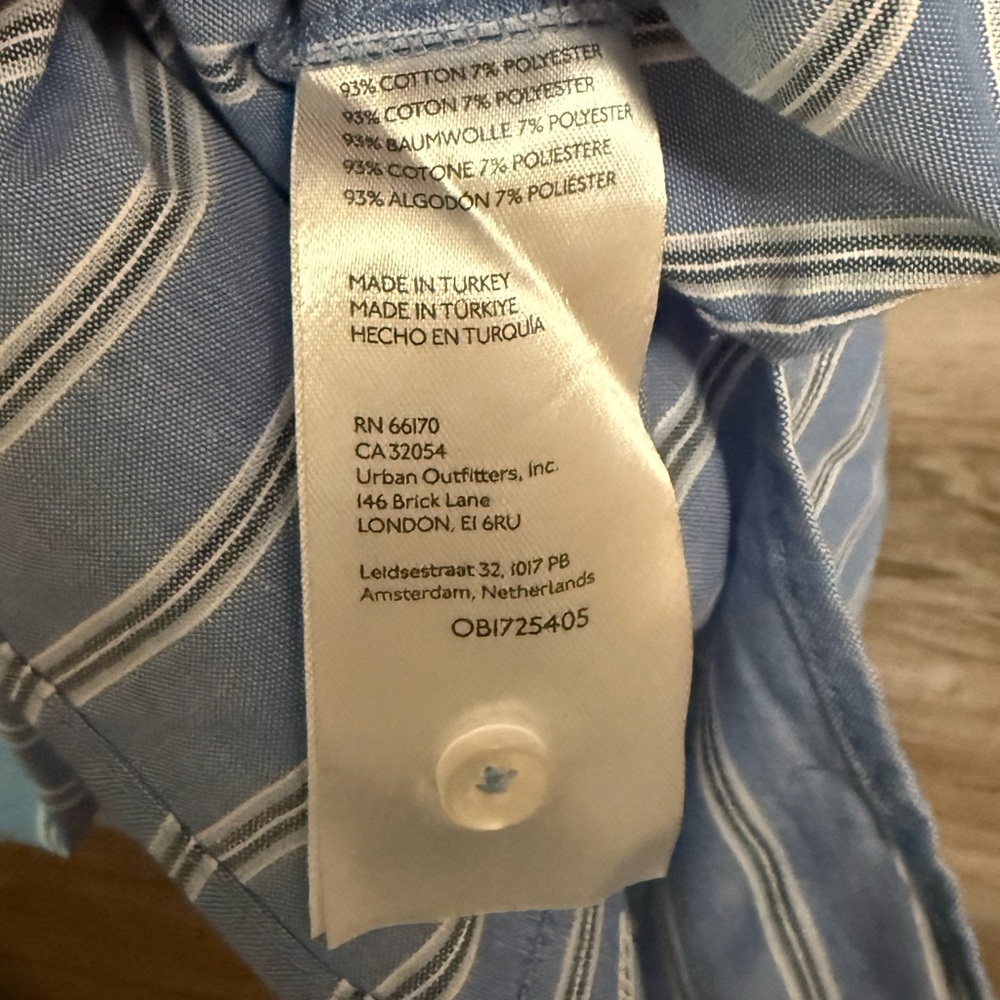 93% COTTON 7% POLYESTER
93% COTON 7% POLYESTER
93% BAUMWOLLE 7% POLYESTER
93% COTONE 7% POLIESTERE
93% ALGODÓN 7% POLIÉSTER
MADE IN TURKEY
MADE IN TÜRKIYE
HECHO EN TURQUÍA
RN 66170
CA 32054
Urban Outfitters, Inc.
146 Brick Lane
LONDON, E1 6RU
Leidsestraat 32, 1017 PB
Amsterdam, Netherlands
OB1725405